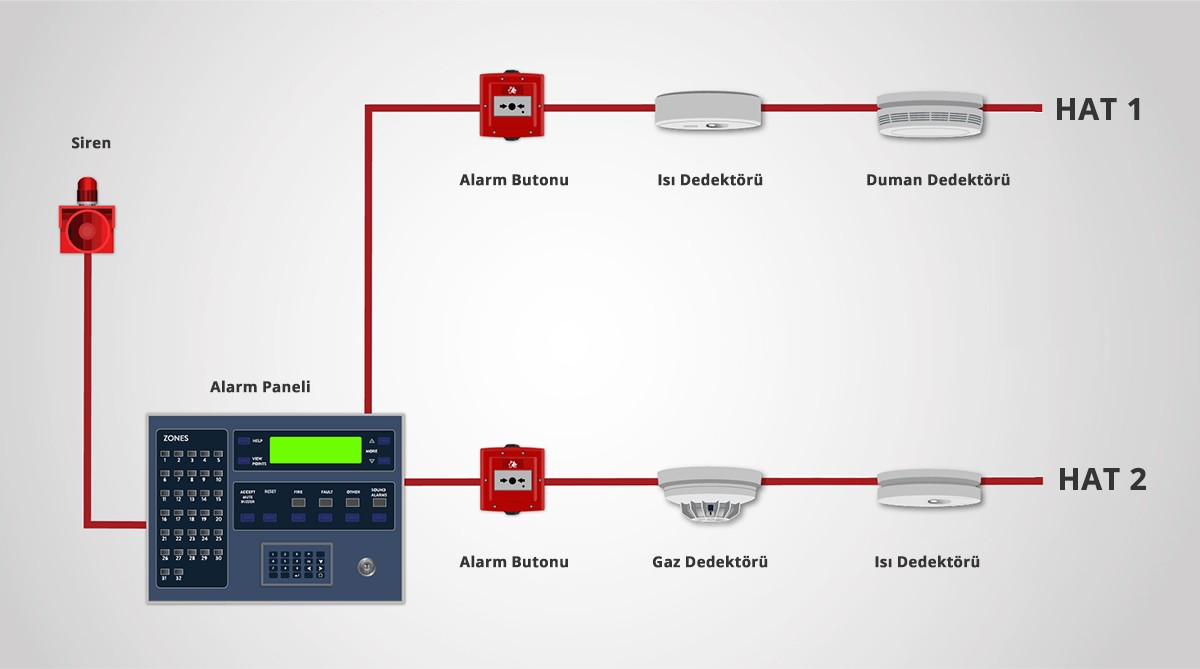 HAT 1
Siren
Alarm Butonu
Isı Dedektörü
Duman Dedektörü
Alarm Paneli
ZONES
1 2 3 4 5
6 7 8 9 10
11 12 13 14 15
16 17 18 19 20
21 22 23 24 25
26 27 28 29 30
31 32
HELP
VIEW
POINTS
MORE
ACCEPT
MUTE
BUZZER
RESET
FIRE
FAULT
OTHER
SOUND
ALARMS
HAT 2
Alarm Butonu
Gaz Dedektörü
Isı Dedektörü